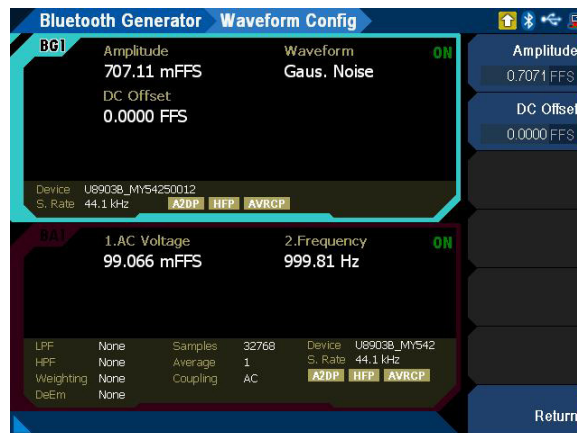 Bluetooth Generator Waveform Config
BG1
Amplitude Waveform ON
707.11 mFFS Gaus. Noise
DC Offset
0.0000 FFS
Device U8903B_MY54250012
S. Rate 44.1 kHz A2DP HFP AVRCP
BA1
1.AC Voltage 2.Frequency ON
99.066 mFFS 999.81 Hz
LPF None Samples 32768 Device U8903B_MY542
HPF None Average 1 S. Rate 44.1 kHz
Weighting None Coupling AC A2DP HFP AVRCP
DeEm None
Amplitude
0.7071 FFS
DC Offset
0.0000 FFS
Return